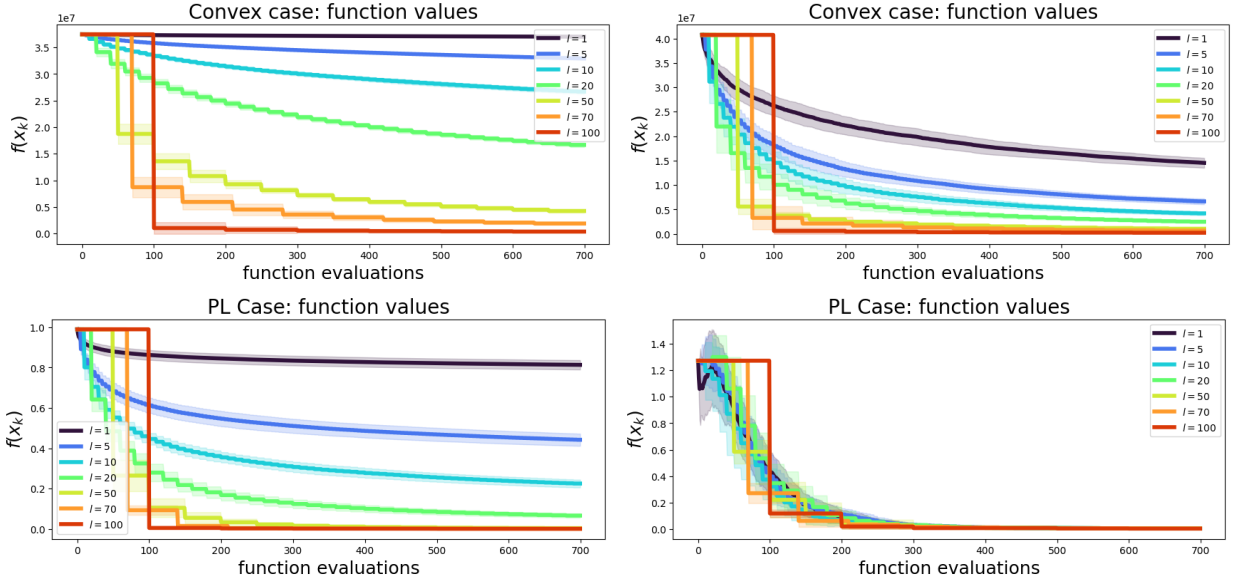 Convex case: function values
1e7
f(x_k)
3.5
3.0
2.5
2.0
1.5
1.0
0.5
0.0
0 100 200 300 400 500 600 700
function evaluations
l = 1
l = 5
l = 10
l = 20
l = 50
l = 70
l = 100
Convex case: function values
1e7
f(x_k)
4.0
3.5
3.0
2.5
2.0
1.5
1.0
0.5
0.0
0 100 200 300 400 500 600 700
function evaluations
l = 1
l = 5
l = 10
l = 20
l = 50
l = 70
l = 100
PL Case: function values
f(x_k)
1.0
0.8
0.6
0.4
0.2
0.0
0 100 200 300 400 500 600 700
function evaluations
l = 1
l = 5
l = 10
l = 20
l = 50
l = 70
l = 100
PL Case: function values
f(x_k)
1.4
1.2
1.0
0.8
0.6
0.4
0.2
0.0
0 100 200 300 400 500 600 700
function evaluations
l = 1
l = 5
l = 10
l = 20
l = 50
l = 70
l = 100